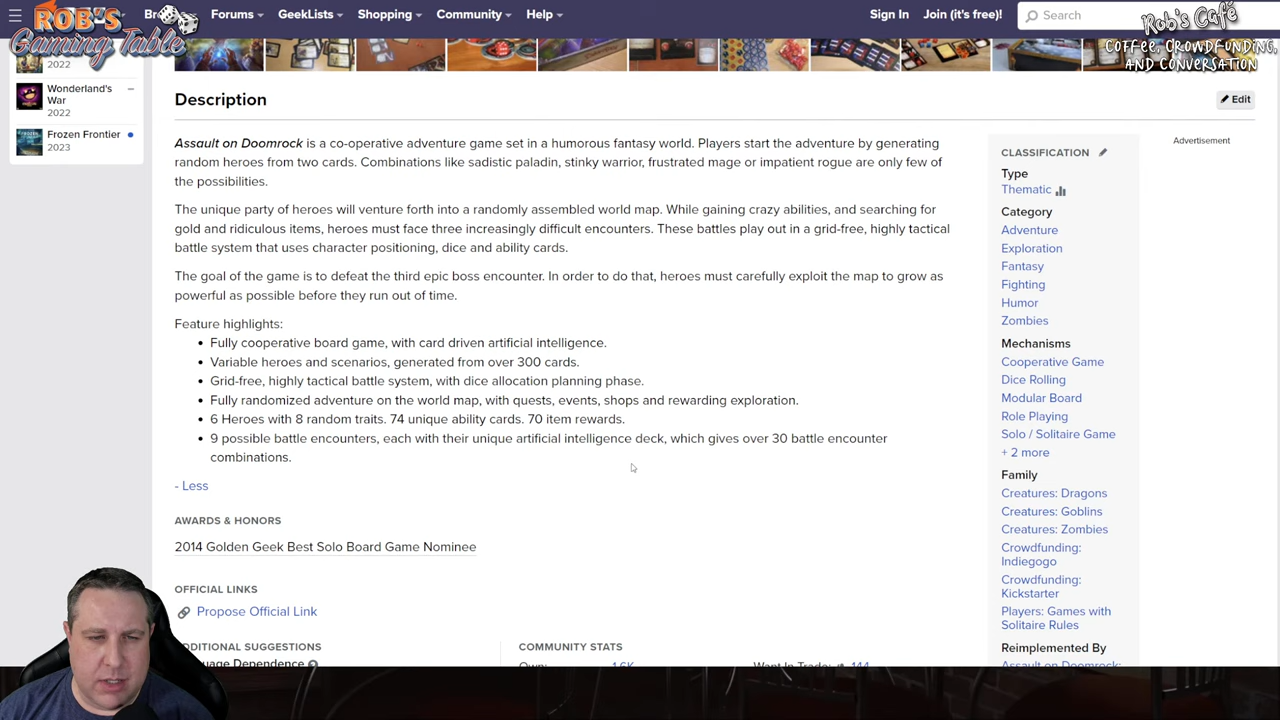 ROB'S
Gaming Table
Forums
GeekLists
Shopping
Community
Help
Sign In
Join (it's free!)
Search
Rob's Café
Coffee, Crowdfunding,
and Conversation
2022
Wonderland's
War
2022
Frozen Frontier
2023
Description
Edit
Assault on Doomrock is a co-operative adventure game set in a humorous fantasy world. Players start the adventure by generating
random heroes from two cards. Combinations like sadistic paladin, stinky warrior, frustrated mage or impatient rogue are only few of
the possibilities.
The unique party of heroes will venture forth into a randomly assembled world map. While gaining crazy abilities, and searching for
gold and ridiculous items, heroes must face three increasingly difficult encounters. These battles play out in a grid-free, highly tactical
battle system that uses character positioning, dice and ability cards.
The goal of the game is to defeat the third epic boss encounter. In order to do that, heroes must carefully exploit the map to grow as
powerful as possible before they run out of time.
Feature highlights:
• Fully cooperative board game, with card driven artificial intelligence.
• Variable heroes and scenarios, generated from over 300 cards.
• Grid-free, highly tactical battle system, with dice allocation planning phase.
• Fully randomized adventure on the world map, with quests, events, shops and rewarding exploration.
• 6 Heroes with 8 random traits. 74 unique ability cards. 70 item rewards.
• 9 possible battle encounters, each with their unique artificial intelligence deck, which gives over 30 battle encounter
combinations.
- Less
AWARDS & HONORS
2014 Golden Geek Best Solo Board Game Nominee
OFFICIAL LINKS
Propose Official Link
DDITIONAL SUGGESTIONS
uage Dependence
COMMUNITY STATS
Own:
1.6K
Want In Trade:
144
CLASSIFICATION
Type
Thematic
Category
Adventure
Exploration
Fantasy
Fighting
Humor
Zombies
Mechanisms
Cooperative Game
Dice Rolling
Modular Board
Role Playing
Solo / Solitaire Game
+ 2 more
Family
Creatures: Dragons
Creatures: Goblins
Creatures: Zombies
Crowdfunding:
Indiegogo
Crowdfunding:
Kickstarter
Players: Games with
Solitaire Rules
Reimplemented By
Assault on Doomrock:
Advertisement